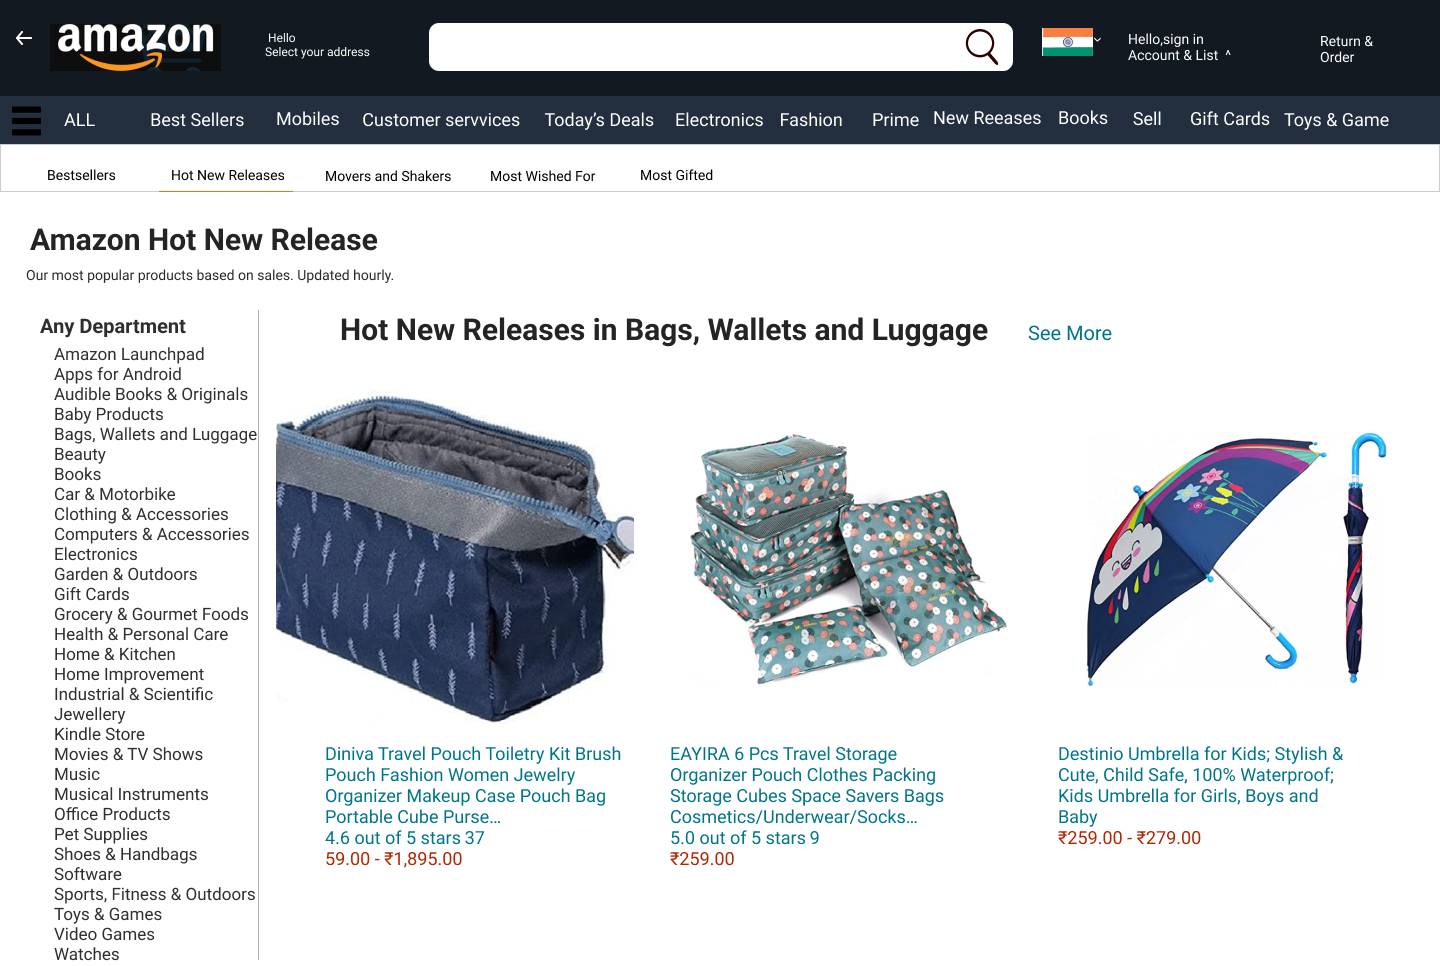 amazon
Hello
Select your address
Hello,sign in
Account & List ^
Return &
Order
ALL Best Sellers Mobiles Customer servvices Today's Deals Electronics Fashion Prime New Reeases Books Sell Gift Cards Toys & Game
Bestsellers Hot New Releases Movers and Shakers Most Wished For Most Gifted
Amazon Hot New Release
Our most popular products based on sales. Updated hourly.
Any Department
Amazon Launchpad
Apps for Android
Audible Books & Originals
Baby Products
Bags, Wallets and Luggage
Beauty
Books
Car & Motorbike
Clothing & Accessories
Computers & Accessories
Electronics
Garden & Outdoors
Gift Cards
Grocery & Gourmet Foods
Health & Personal Care
Home & Kitchen
Home Improvement
Industrial & Scientific
Jewellery
Kindle Store
Movies & TV Shows
Music
Musical Instruments
Office Products
Pet Supplies
Shoes & Handbags
Software
Sports, Fitness & Outdoors
Toys & Games
Video Games
Watches
Hot New Releases in Bags, Wallets and Luggage See More
Diniva Travel Pouch Toiletry Kit Brush
Pouch Fashion Women Jewelry
Organizer Makeup Case Pouch Bag
Portable Cube Purse…
4.6 out of 5 stars 37
59.00 - ₹1,895.00
EAYIRA 6 Pcs Travel Storage
Organizer Pouch Clothes Packing
Storage Cubes Space Savers Bags
Cosmetics/Underwear/Socks…
5.0 out of 5 stars 9
₹259.00
Destinio Umbrella for Kids; Stylish &
Cute, Child Safe, 100% Waterproof;
Kids Umbrella for Girls, Boys and
Baby
₹259.00 - ₹279.00